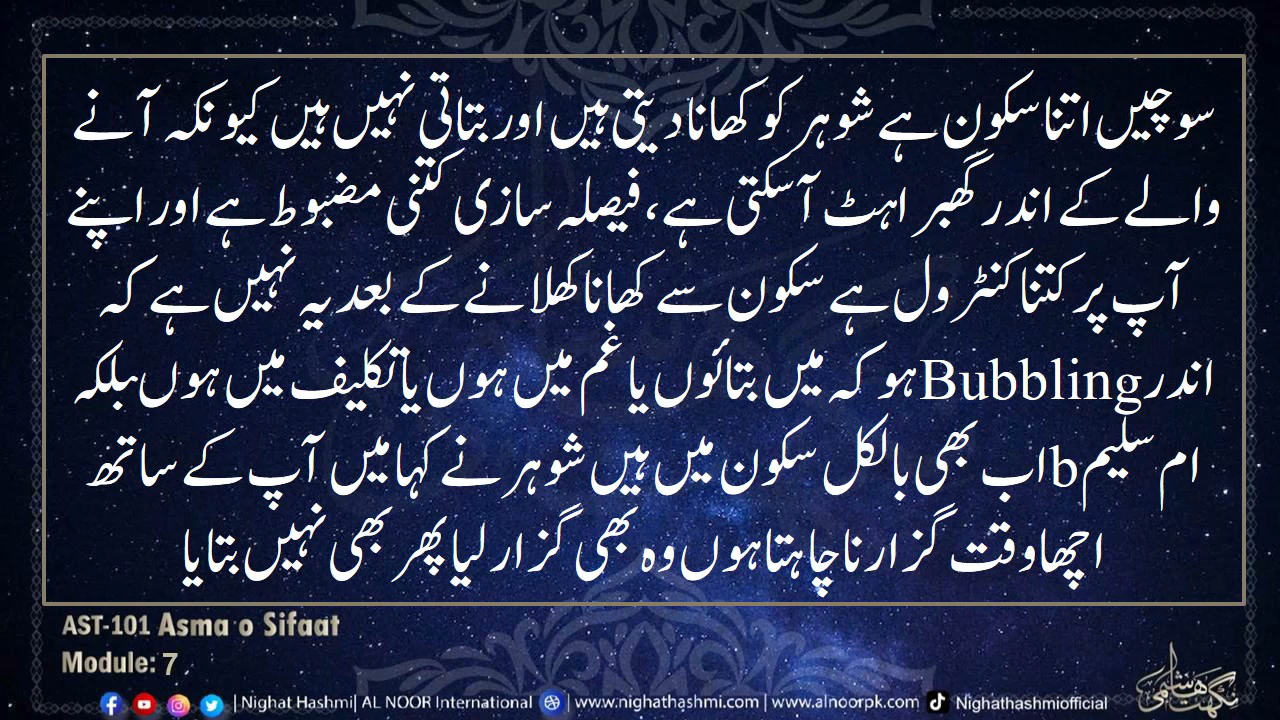 سوچیں اتنا سکون ہے شوہر کو کھانا دیتی ہیں اور بتاتی نہیں ہیں کیونکہ آنے
والے کے اندر گھبراہٹ آسکتی ہے، فیصلہ سازی کتنی مضبوط ہے اور اپنے
آپ پر کتنا کنٹرول ہے سکون سے کھانا کھلانے کے بعد یہ نہیں ہے کہ
اندر Bubbling ہو کہ میں بتائوں یا غم میں ہوں یا تکلیف میں ہوں بلکہ
ام سلیم b اب بھی بالکل سکون میں ہیں شوہر نے کہا میں آپ کے ساتھ
اچھا وقت گزارنا چاہتا ہوں وہ بھی گزار لیا پھر بھی نہیں بتایا
AST-101 Asma o Sifaat
Module: 7
| Nighat Hashmi| AL NOOR International | www.nighathashmi.com | www.alnoorpk.com Nighathashmiofficial
نگہت ہاشمی